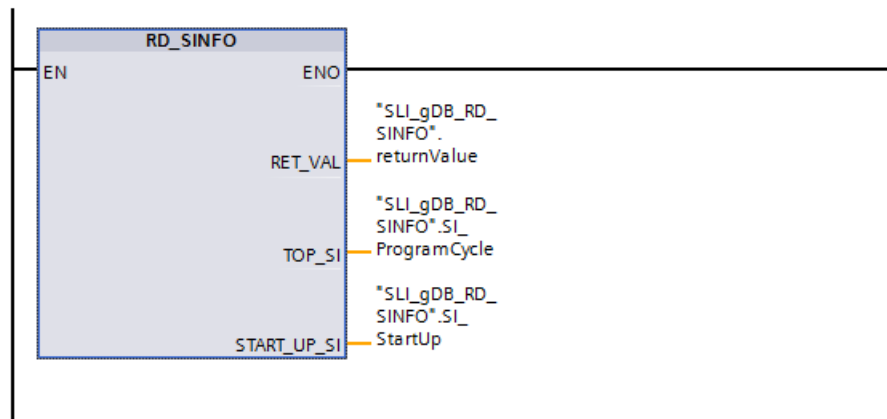 RD_SINFO
EN
ENO
"SLI_gDB_RD_
SINFO".
RET_VAL
returnValue
"SLI_gDB_RD_
SINFO".SI_
TOP_SI
ProgramCycle
"SLI_gDB_RD_
SINFO".SI_
START_UP_SI
StartUp